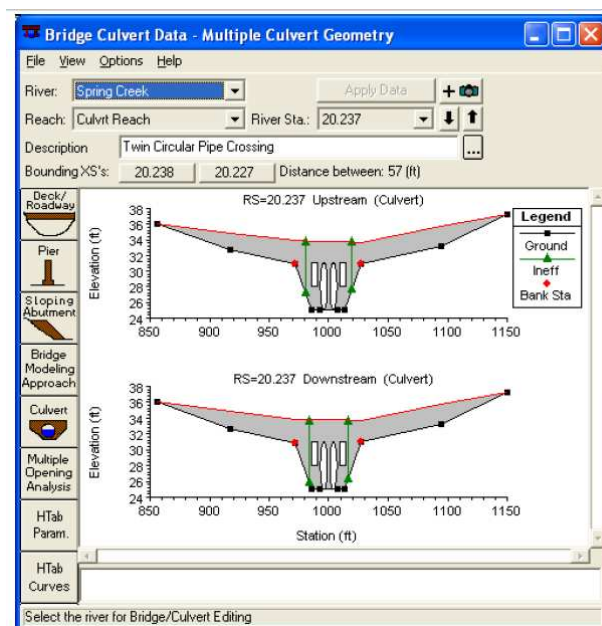 Bridge Culvert Data - Multiple Culvert Geometry
File View Options Help
River: Spring Creek Apply Data
Reach: Culvrt Reach River Sta.: 20.237
Description Twin Circular Pipe Crossing ...
Bounding XS's: 20.238 20.227 Distance between: 57 (ft)
Deck/
Roadway
Pier
Sloping
Abutment
Bridge
Modeling
Approach
Culvert
Multiple
Opening
Analysis
HTab
Param.
HTab
Curves
RS=20.237 Upstream (Culvert)
Elevation (ft)
38
36
34
32
30
28
26
24
850 900 950 1000 1050 1100 1150
Legend
Ground
Ineff
Bank Sta
RS=20.237 Downstream (Culvert)
Elevation (ft)
38
36
34
32
30
28
26
24
850 900 950 1000 1050 1100 1150
Station (ft)
Select the river for Bridge/Culvert Editing